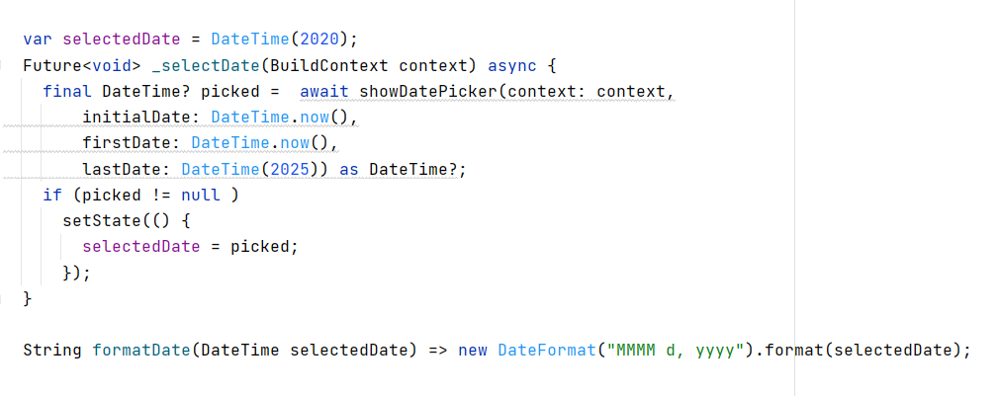 var selectedDate = DateTime(2020);
Future<void> _selectDate(BuildContext context) async {
  final DateTime? picked =  await showDatePicker(context: context,
      initialDate: DateTime.now(),
      firstDate: DateTime.now(),
      lastDate: DateTime(2025)) as DateTime?;
  if (picked != null )
    setState(() {
      selectedDate = picked;
    });
}
String formatDate(DateTime selectedDate) => new DateFormat("MMMM d, yyyy").format(selectedDate);